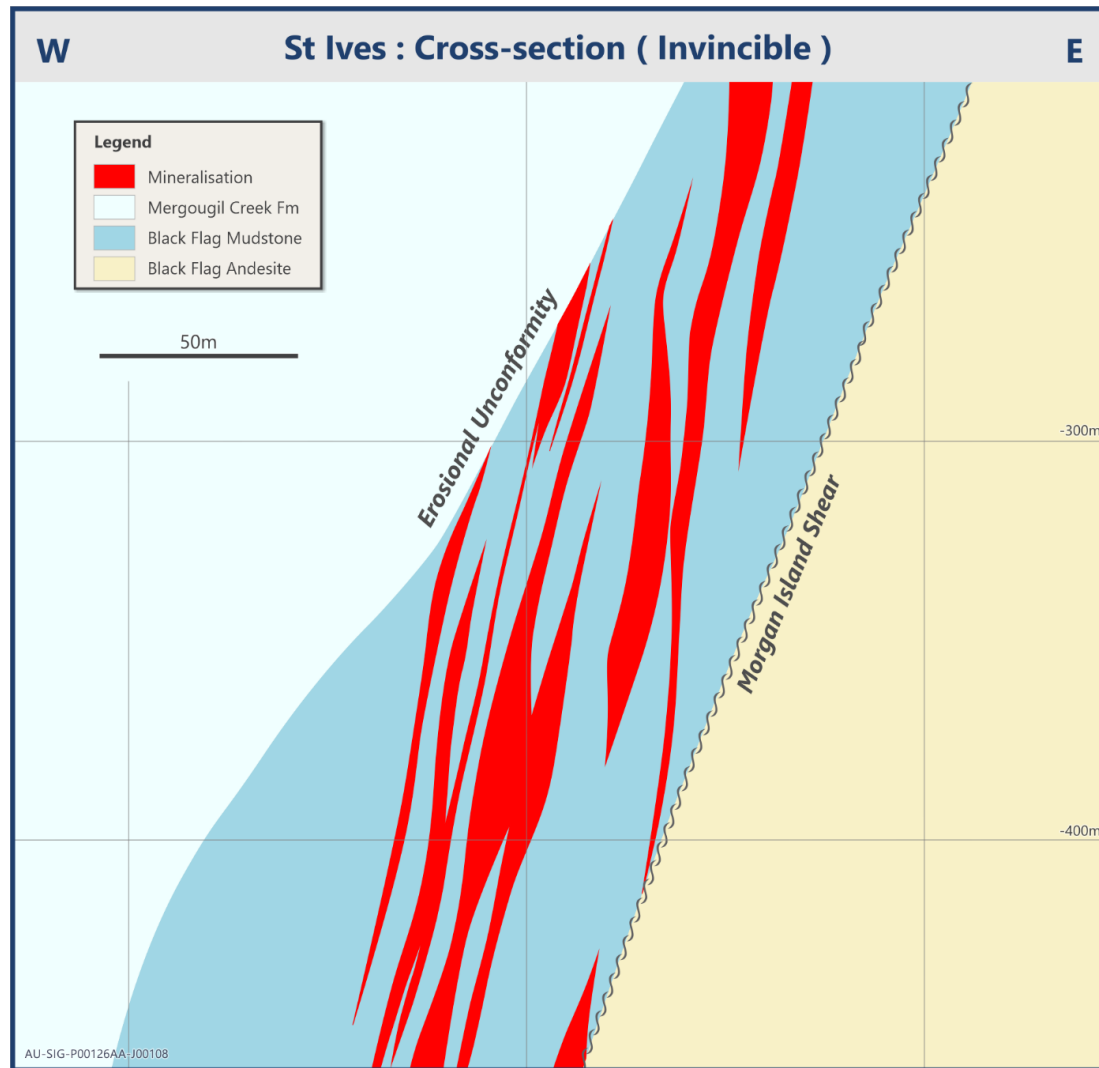 W
St Ives : Cross-section ( Invincible )
E
Legend
Mineralisation
Mergougil Creek Fm
Black Flag Mudstone
Black Flag Andesite
50m
Erosional Unconformity
-300m
Morgan Island Shear
-400m
AU-SIG-P00126AA-J00108